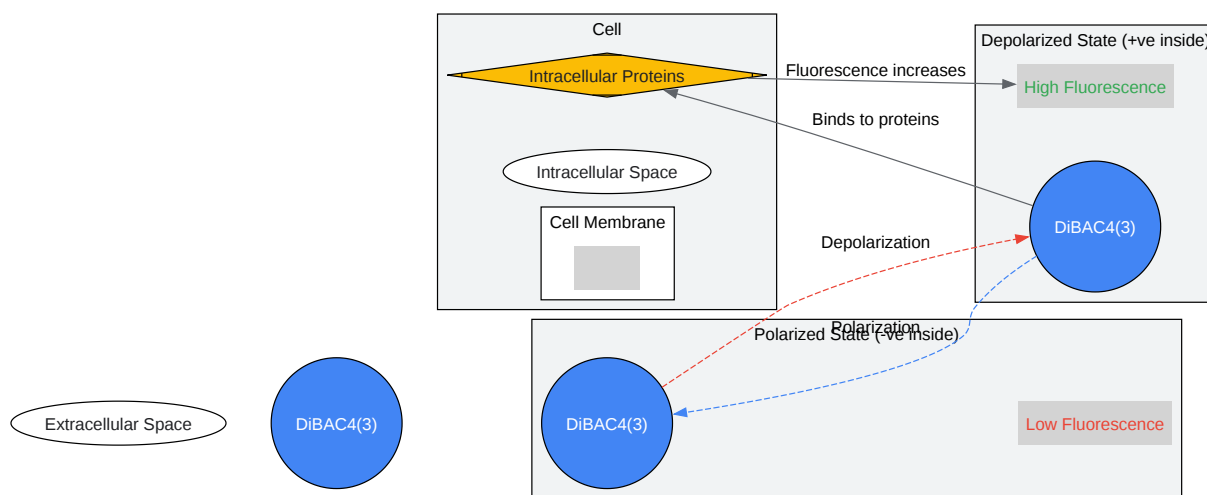 Cell
Intracellular Proteins
Fluorescence increases
Depolarized State (+ve inside)
High Fluorescence
Binds to proteins
Intracellular Space
Cell Membrane
DiBAC4(3)
Depolarization
Polarization
Polarized State (-ve inside)
Extracellular Space
DiBAC4(3)
DiBAC4(3)
Low Fluorescence